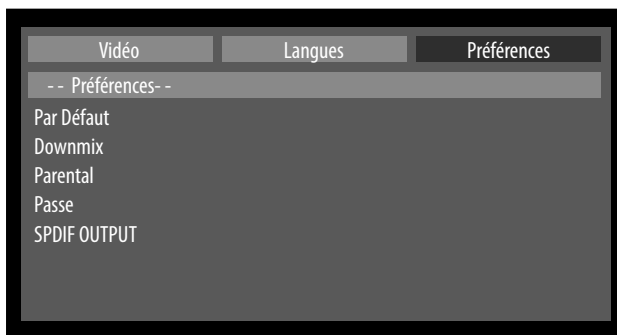 Vidéo Langues Préférences
- - Préférences- -
Par Défaut
Downmix
Parental
Passe
SPDIF OUTPUT